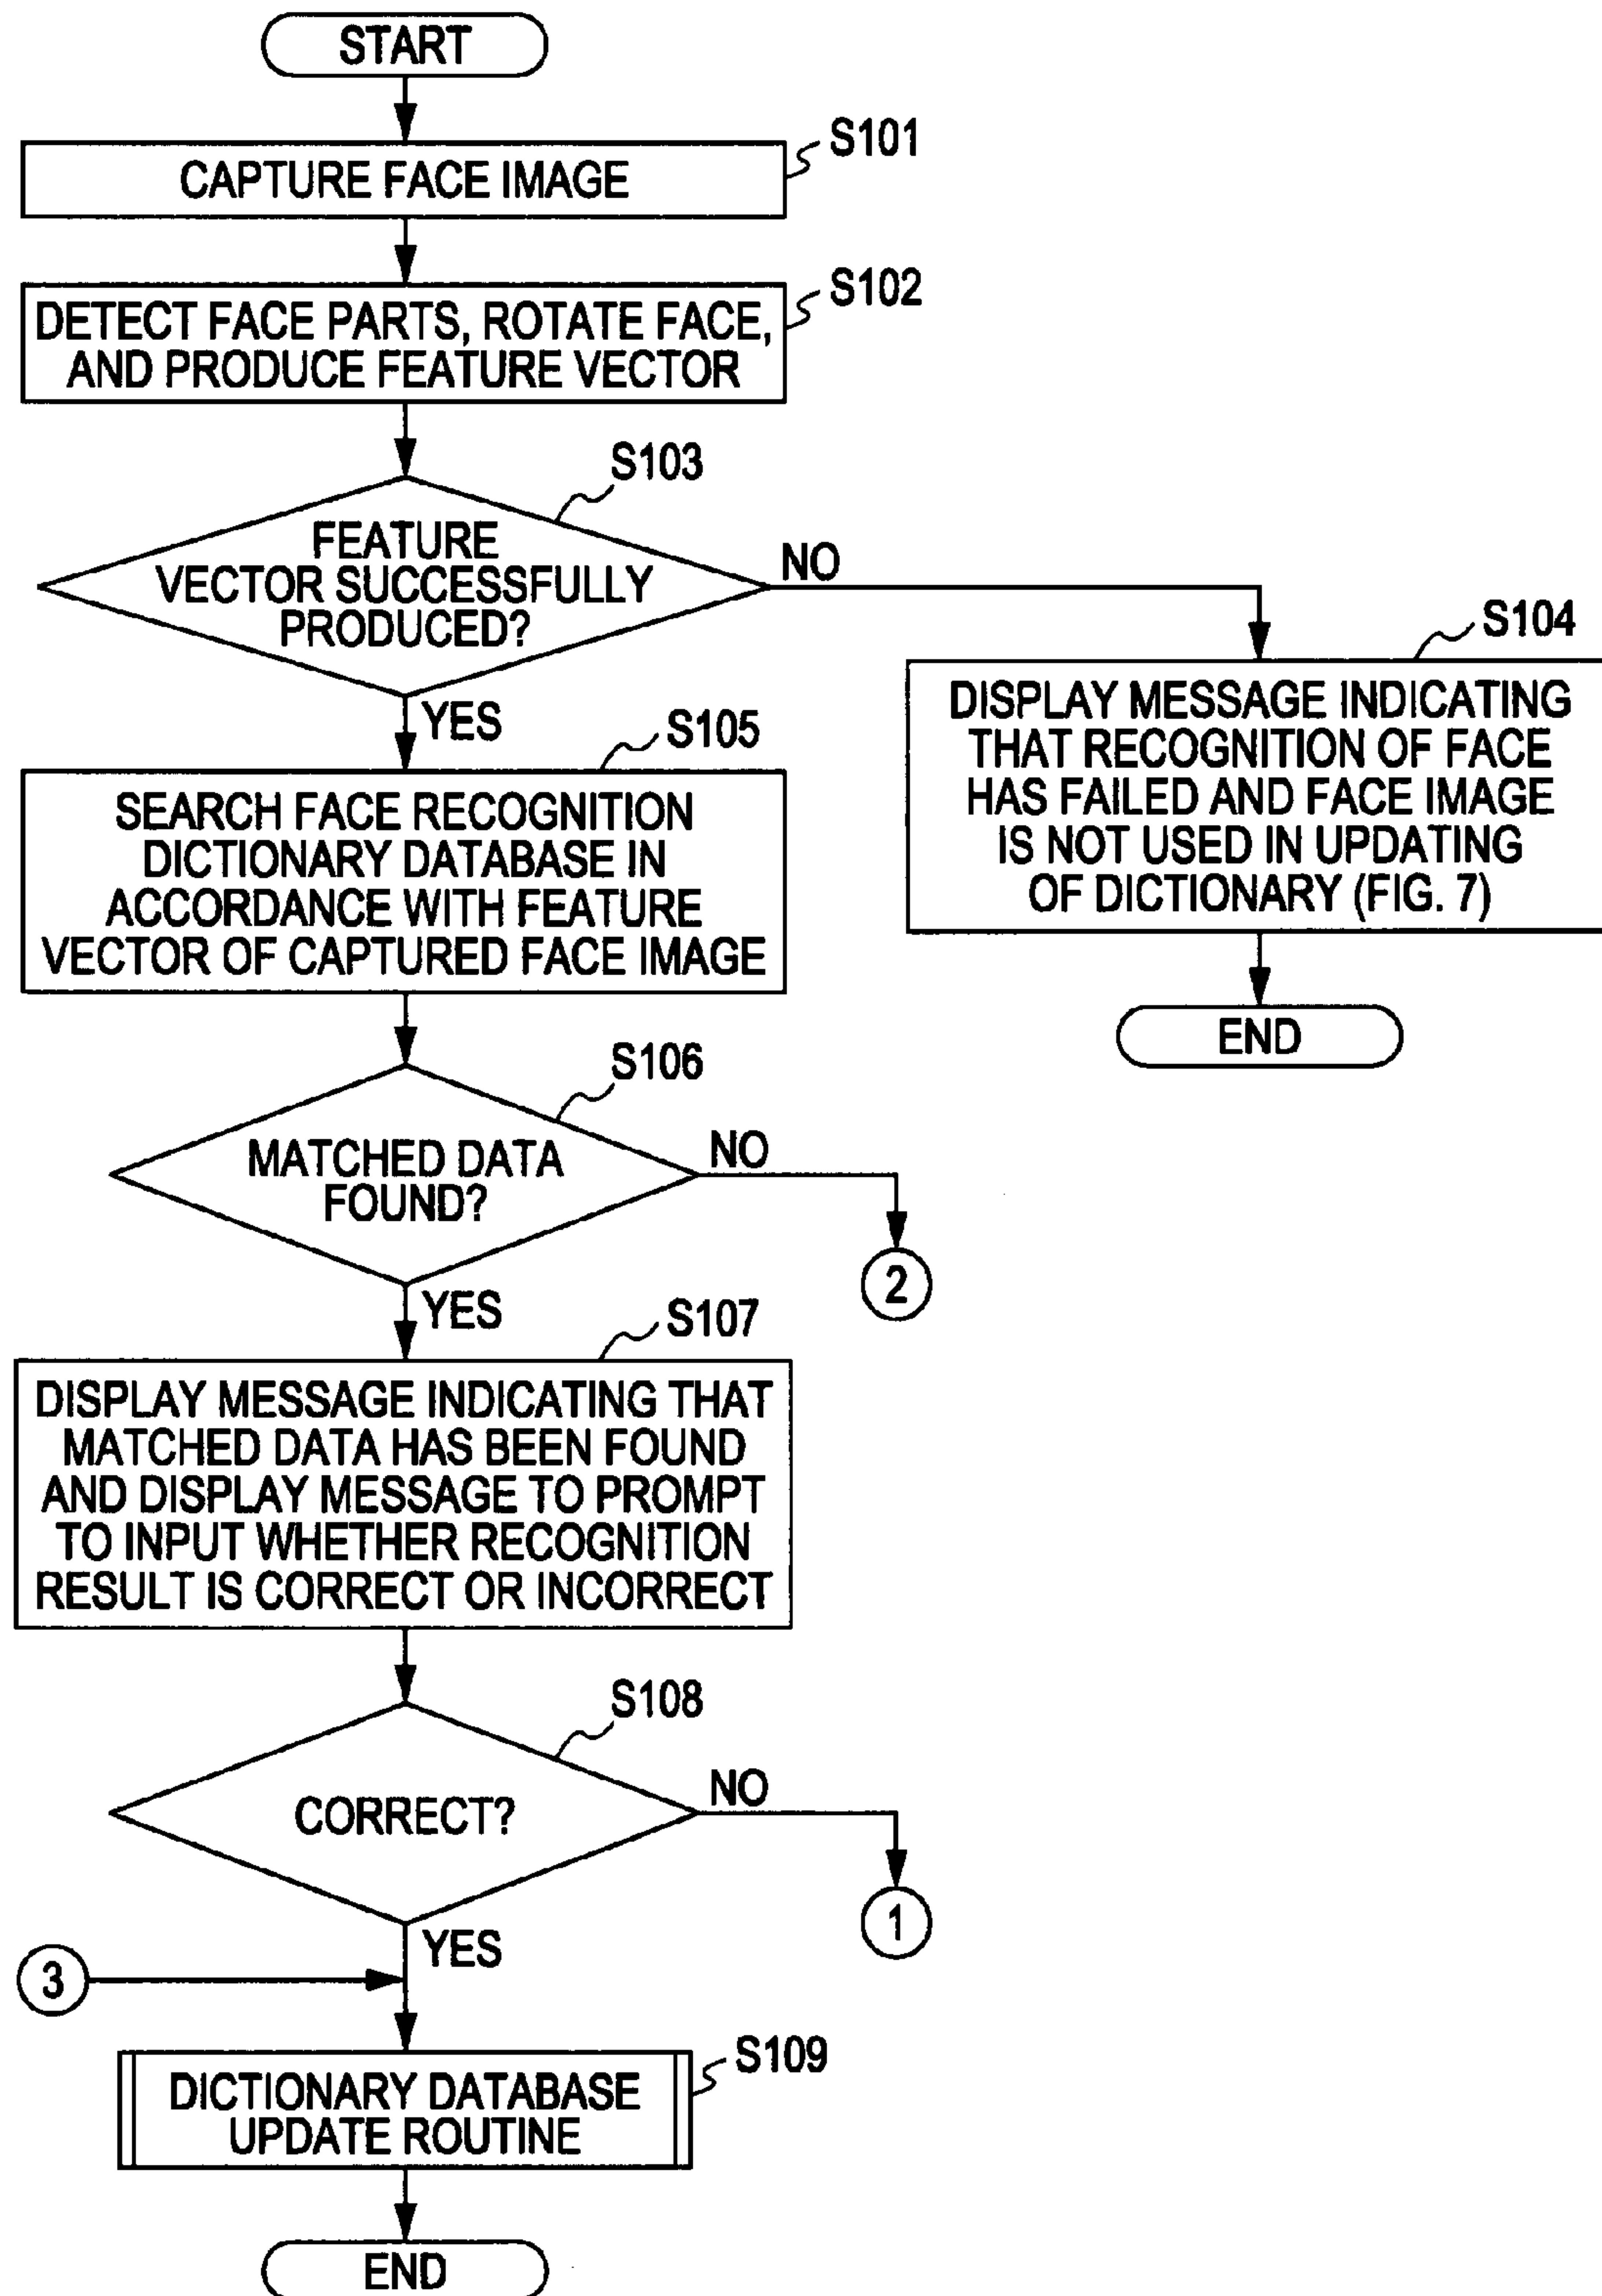 START
S101
CAPTURE FACE IMAGE
S102
DETECT FACE PARTS, ROTATE FACE,
AND PRODUCE FEATURE VECTOR
S103
FEATURE
VECTOR SUCCESSFULLY
PRODUCED?
NO
YES
S104
DISPLAY MESSAGE INDICATING
THAT RECOGNITION OF FACE
HAS FAILED AND FACE IMAGE
IS NOT USED IN UPDATING
OF DICTIONARY (FIG. 7)
END
S105
SEARCH FACE RECOGNITION
DICTIONARY DATABASE IN
ACCORDANCE WITH FEATURE
VECTOR OF CAPTURED FACE IMAGE
S106
MATCHED DATA
FOUND?
NO
2
YES
S107
DISPLAY MESSAGE INDICATING THAT
MATCHED DATA HAS BEEN FOUND
AND DISPLAY MESSAGE TO PROMPT
TO INPUT WHETHER RECOGNITION
RESULT IS CORRECT OR INCORRECT
S108
CORRECT?
NO
1
YES
3
S109
DICTIONARY DATABASE
UPDATE ROUTINE
END